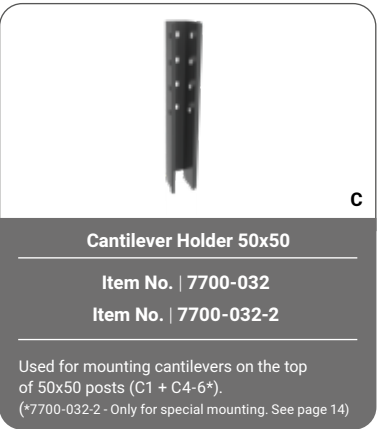 C
Cantilever Holder 50x50
Item No. | 7700-032
Item No. | 7700-032-2
Used for mounting cantilevers on the top
of 50x50 posts (C1 + C4-6*).
(*7700-032-2 - Only for special mounting. See page 14)